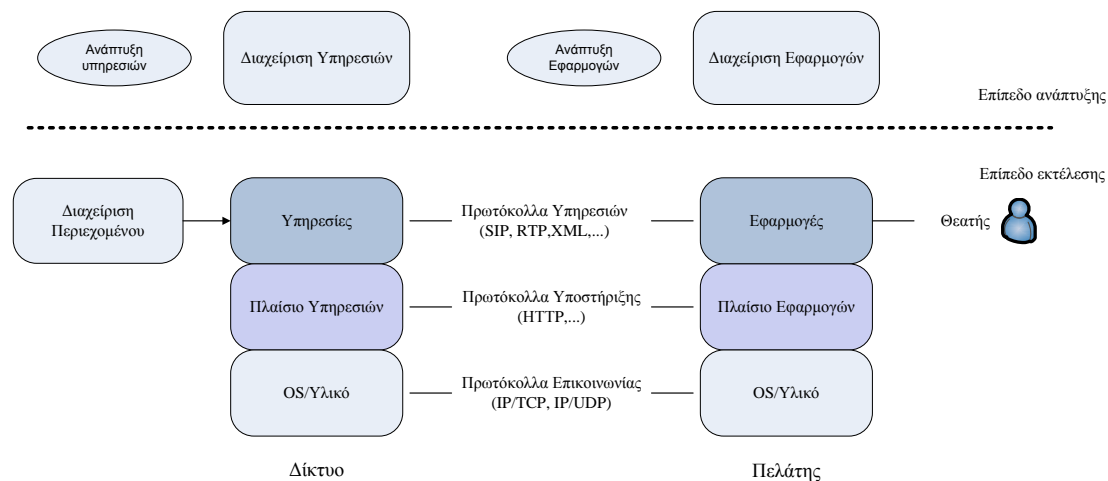 Ανάπτυξη
υπηρεσιών
Διαχείριση Υπηρεσιών
Ανάπτυξη
Εφαρμογών
Διαχείριση Εφαρμογών
Επίπεδο ανάπτυξης
Επίπεδο εκτέλεσης
Διαχείριση
Περιεχομένου
Υπηρεσίες
Πρωτόκολλα Υπηρεσιών
(SIP, RTP,XML,...)
Εφαρμογές
Θεατής
Πλαίσιο Υπηρεσιών
Πρωτόκολλα Υποστήριξης
(HTTP,...)
Πλαίσιο Εφαρμογών
OS/Υλικό
Πρωτόκολλα Επικοινωνίας
(IP/TCP, IP/UDP)
OS/Υλικό
Δίκτυο
Πελάτης